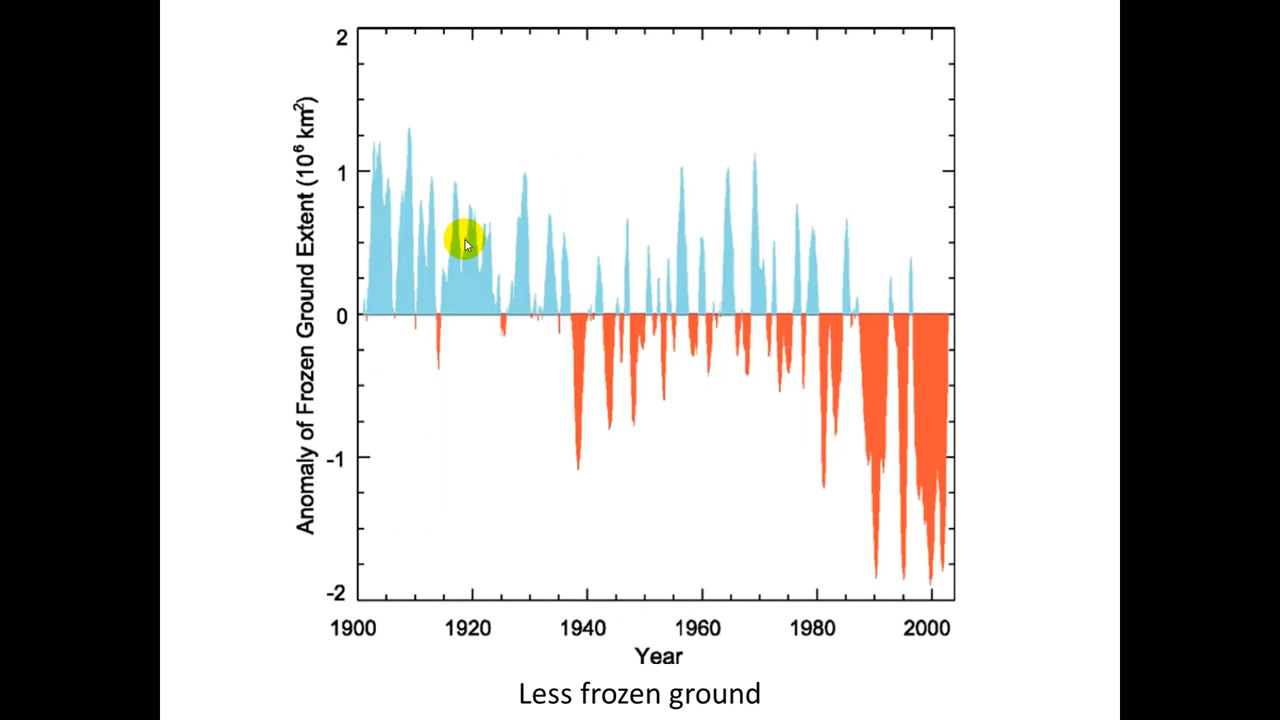 2
1
0
-1
-2
Anomaly of Frozen Ground Extent (10⁶ km²)
1900 1920 1940 1960 1980 2000
Year
Less frozen ground